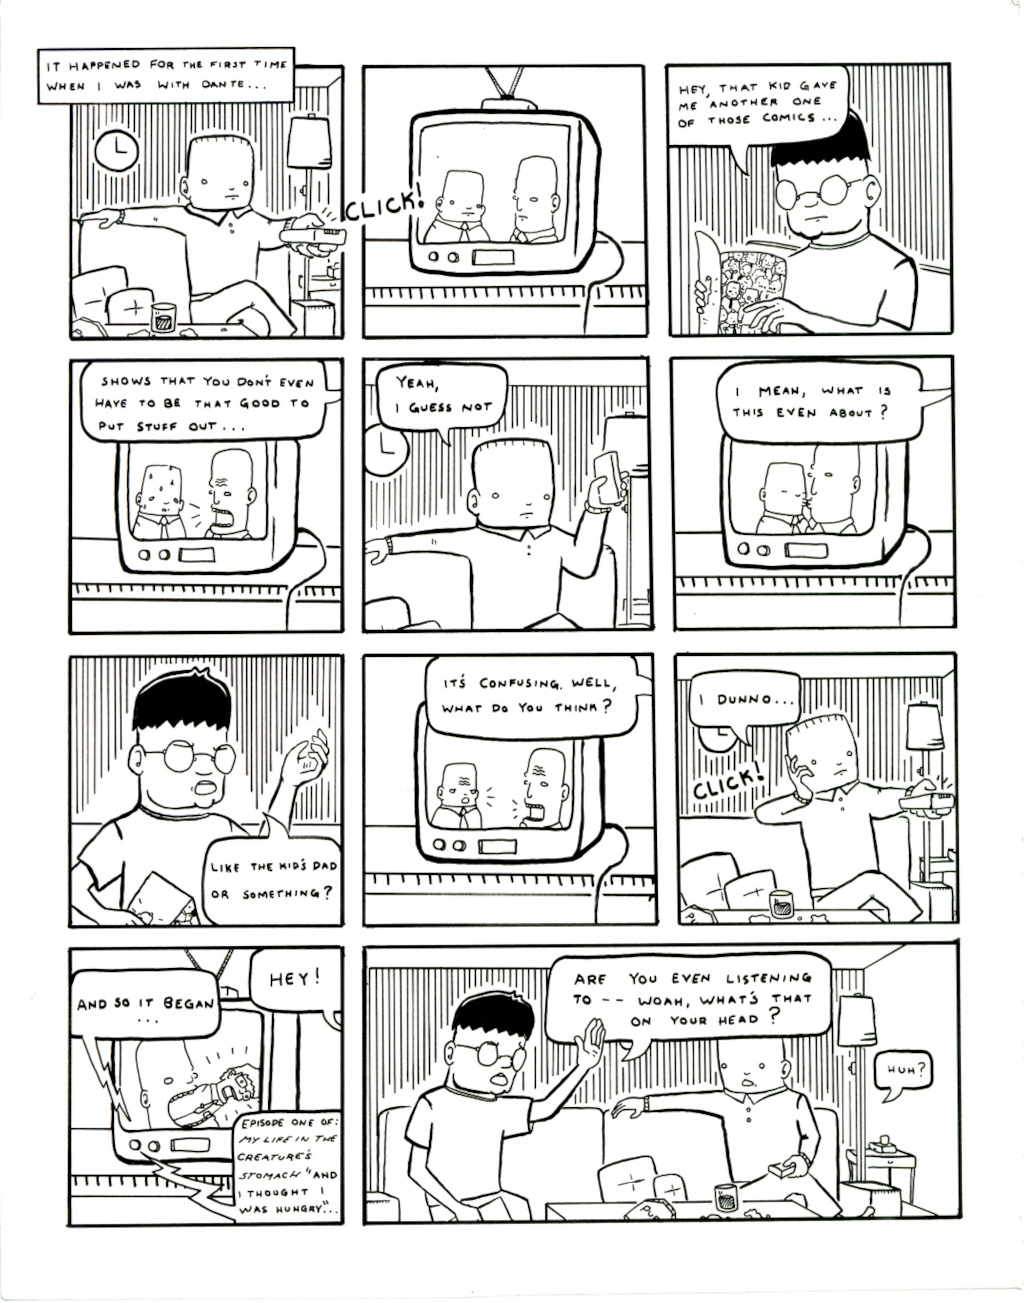 IT HAPPENED FOR THE FIRST TIME
WHEN I WAS WITH DANTE...
CLICK!
HEY, THAT KID GAVE
ME ANOTHER ONE
OF THOSE COMICS...
SHOWS THAT YOU DON'T EVEN
HAVE TO BE THAT GOOD TO
PUT STUFF OUT...
YEAH,
I GUESS NOT
I MEAN, WHAT IS
THIS EVEN ABOUT?
LIKE THE KID'S DAD
OR SOMETHING?
IT'S CONFUSING. WELL,
WHAT DO YOU THINK?
I DUNNO...
CLICK!
AND SO IT BEGAN
...
HEY!
EPISODE ONE OF:
MY LIFE IN THE
CREATURE'S
STOMACH "AND
I THOUGHT I
WAS HUNGRY"...
ARE YOU EVEN LISTENING
TO -- WOAH, WHAT'S THAT
ON YOUR HEAD?
HUH?